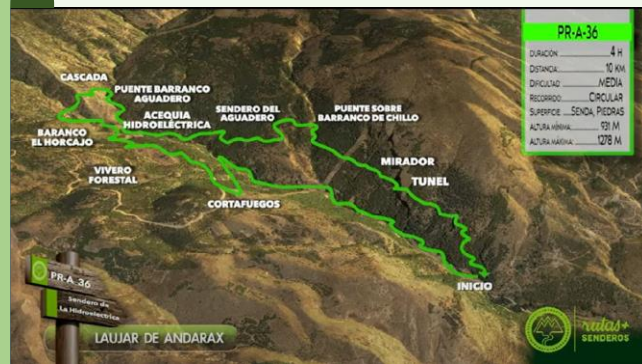 PR-A-36
DURACIÓN: 4 H
DISTANCIA: 10 KM
DIFICULTAD MEDIA
RECORRIDO: CIRCULAR
SUPERFICIE: SENDA, PIEDRAS
ALTURA MÍNIMA: 931 M
ALTURA MÁXIMA: 1278 M
CASCADA
PUENTE BARRANCO
AGUADERO
ACEQUIA
HIDROELÉCTRICA
SENDERO DEL
AGUADERO
PUENTE SOBRE
BARRANCO DE CHILLO
BARANCO
EL HORCAJO
MIRADOR
VIVERO
FORESTAL
TUNEL
CORTAFUEGOS
INICIO
PR-A. 36
Sendero de
La Hidroeléctrica
LAUJAR DE ANDARAX
rutas+
SENDEROS